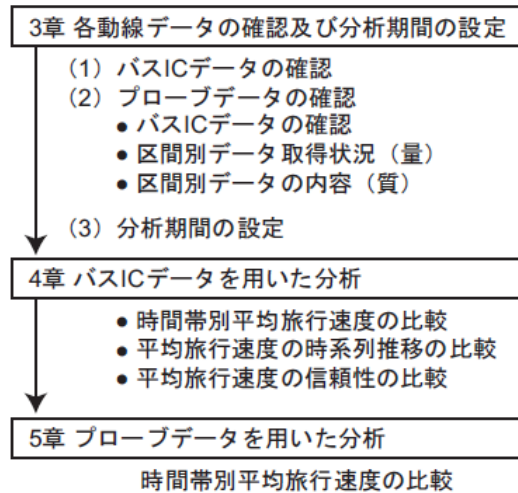 3章 各動線データの確認及び分析期間の設定
（1）バスICデータの確認
（2）プローブデータの確認
● バスICデータの確認
● 区間別データ取得状況（量）
● 区間別データの内容（質）
（3）分析期間の設定
4章 バスICデータを用いた分析
● 時間帯別平均旅行速度の比較
● 平均旅行速度の時系列推移の比較
● 平均旅行速度の信頼性の比較
5章 プローブデータを用いた分析
時間帯別平均旅行速度の比較